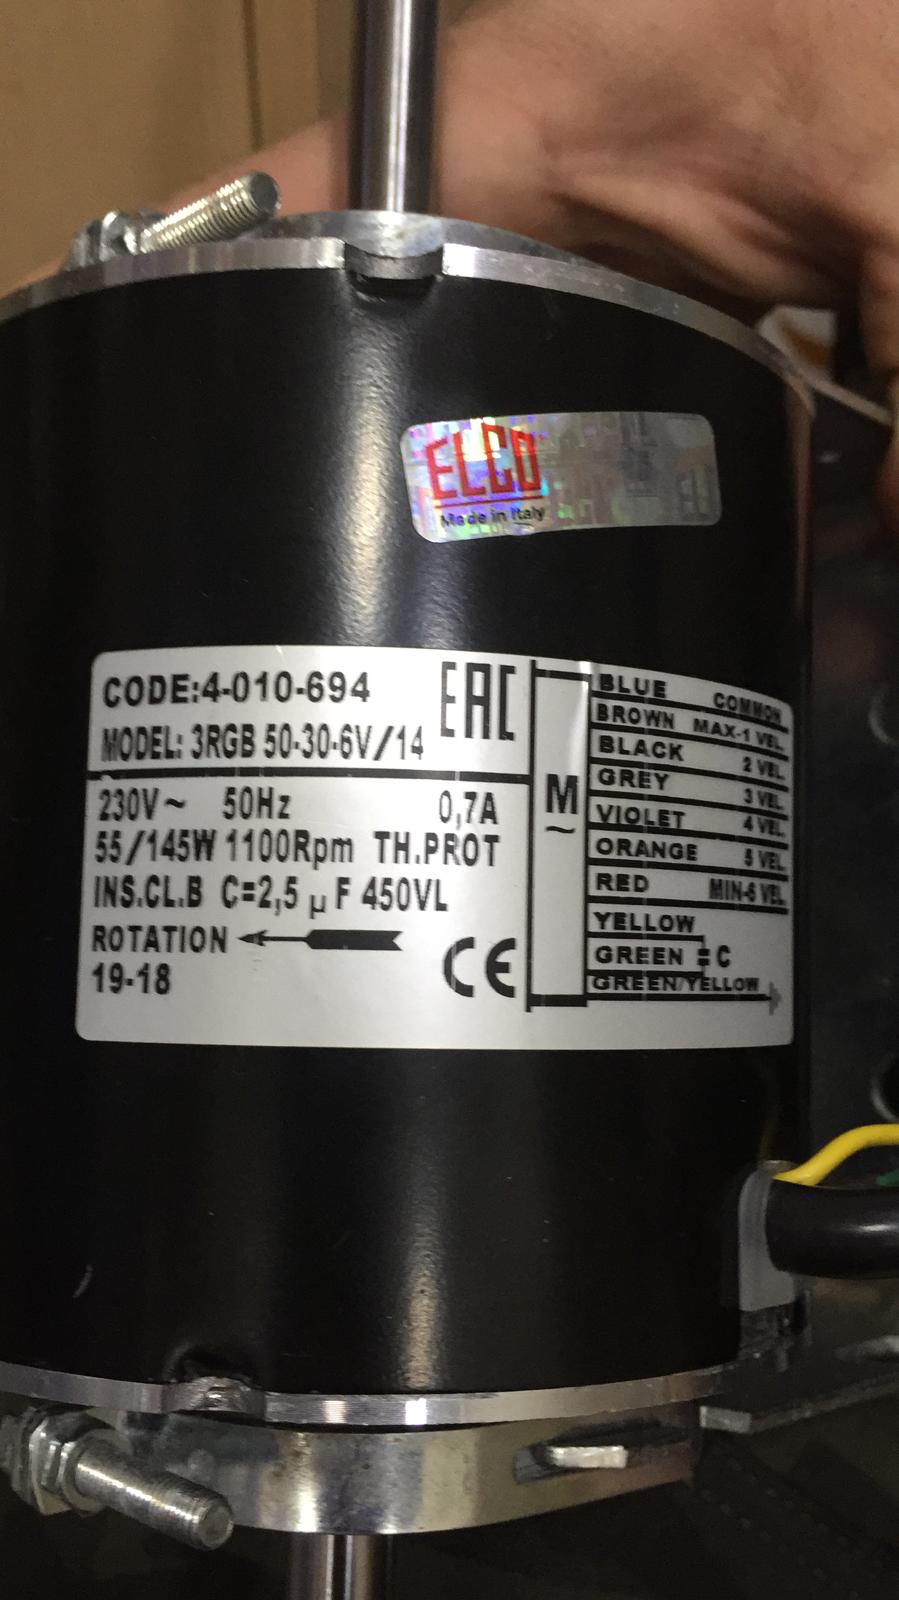 ELCO
Made in Italy
CODE:4-010-694
EAC
MODEL: 3RGB 50-30-6V/14
230V~ 50Hz 0,7A
55/145W 1100Rpm TH.PROT
INS.CL.B C=2,5 µF 450VL
ROTATION
19-18
CE
M
~
BLUE COMMON
BROWN MAX-1 VEL.
BLACK 2 VEL.
GREY 3 VEL.
VIOLET 4 VEL.
ORANGE 5 VEL.
RED MIN-6 VEL.
YELLOW
GREEN = C
GREEN/YELLOW